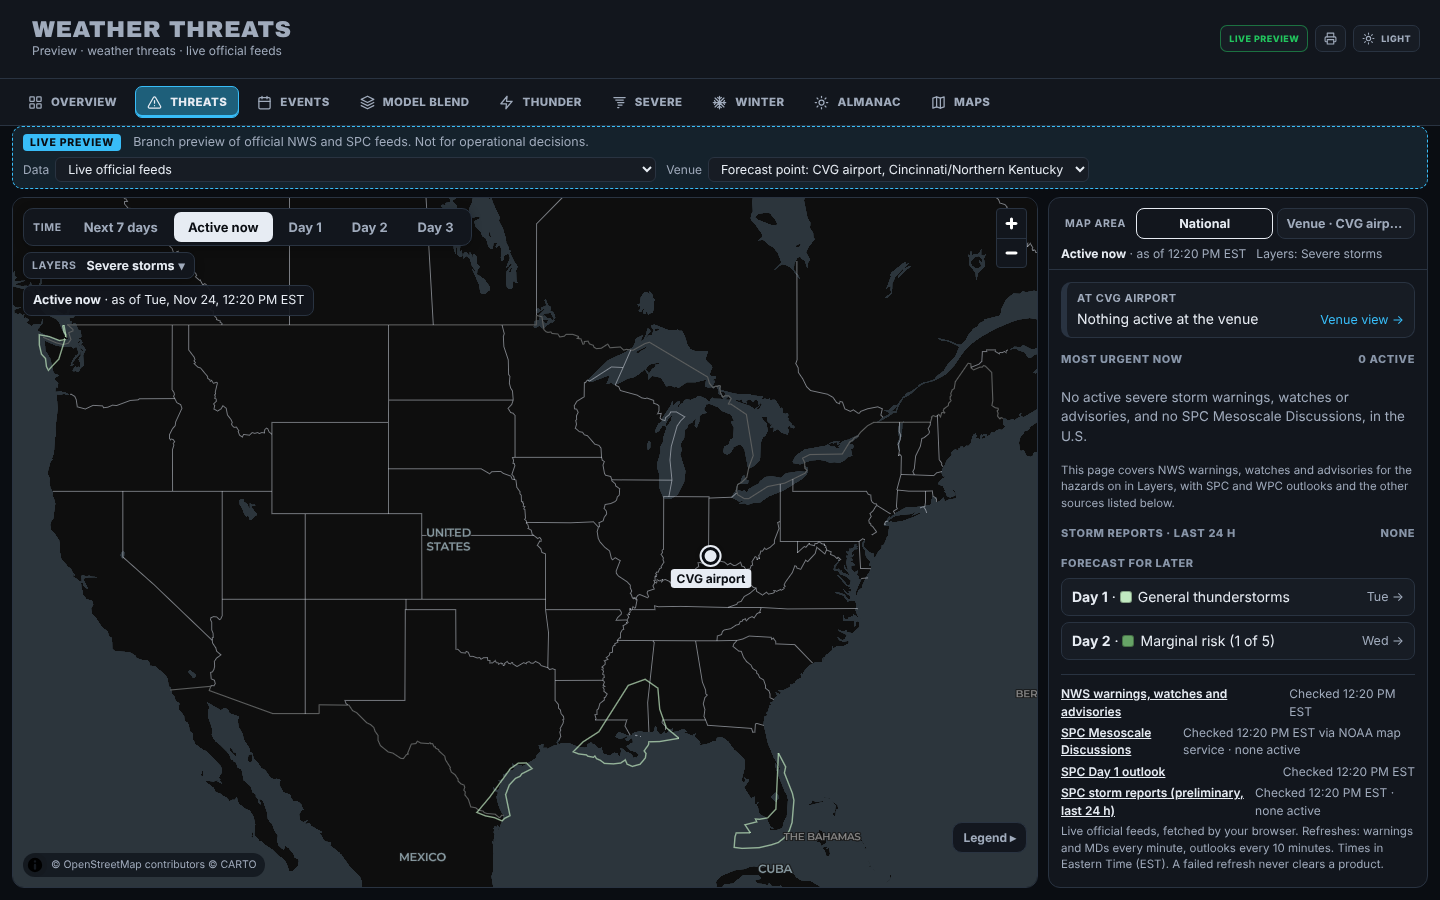 WEATHER THREATS
Preview · weather threats · live official feeds
LIVE PREVIEW
LIGHT
OVERVIEW
THREATS
EVENTS
MODEL BLEND
THUNDER
SEVERE
WINTER
ALMANAC
MAPS
LIVE PREVIEW Branch preview of official NWS and SPC feeds. Not for operational decisions.
Data Live official feeds Venue Forecast point: CVG airport, Cincinnati/Northern Kentucky
TIME Next 7 days Active now Day 1 Day 2 Day 3
LAYERS Severe storms ▾
Active now · as of Tue, Nov 24, 12:20 PM EST
+
−
UNITED
STATES
CVG airport
BER
THE BAHAMAS
MEXICO
CUBA
Legend ▸
© OpenStreetMap contributors © CARTO
MAP AREA National Venue · CVG airp...
Active now · as of 12:20 PM EST Layers: Severe storms
AT CVG AIRPORT
Nothing active at the venue Venue view →
MOST URGENT NOW 0 ACTIVE
No active severe storm warnings, watches or
advisories, and no SPC Mesoscale Discussions, in the
U.S.
This page covers NWS warnings, watches and advisories for the
hazards on in Layers, with SPC and WPC outlooks and the other
sources listed below.
STORM REPORTS · LAST 24 H NONE
FORECAST FOR LATER
Day 1 · General thunderstorms Tue →
Day 2 · Marginal risk (1 of 5) Wed →
NWS warnings, watches and advisories Checked 12:20 PM EST
SPC Mesoscale Discussions Checked 12:20 PM EST via NOAA map service · none active
SPC Day 1 outlook Checked 12:20 PM EST
SPC storm reports (preliminary, last 24 h) Checked 12:20 PM EST · none active
Live official feeds, fetched by your browser. Refreshes: warnings
and MDs every minute, outlooks every 10 minutes. Times in
Eastern Time (EST). A failed refresh never clears a product.